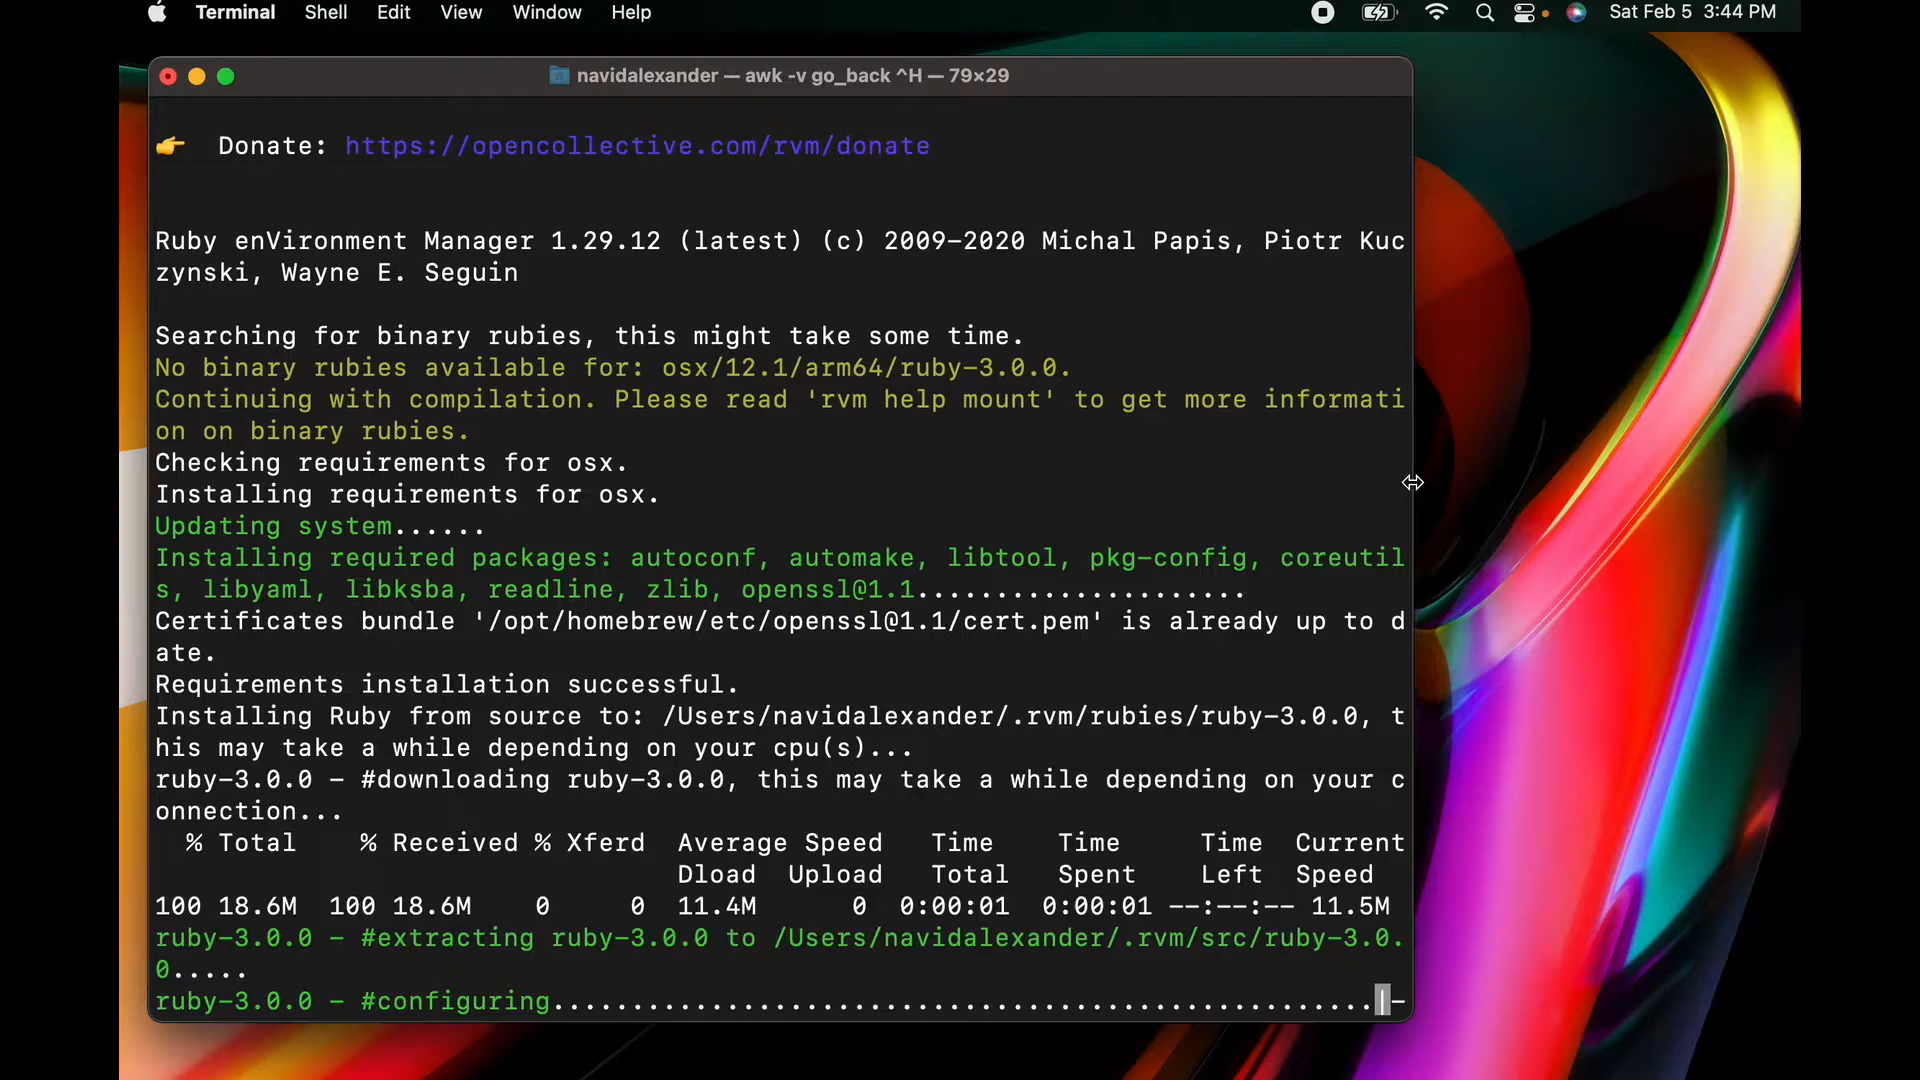 Terminal Shell Edit View Window Help Sat Feb 5 3:44 PM
navidalexander — awk -v go_back ^H — 79×29
Donate: https://opencollective.com/rvm/donate
Ruby enVironment Manager 1.29.12 (latest) (c) 2009-2020 Michal Papis, Piotr Kuc
zynski, Wayne E. Seguin
Searching for binary rubies, this might take some time.
No binary rubies available for: osx/12.1/arm64/ruby-3.0.0.
Continuing with compilation. Please read 'rvm help mount' to get more informati
on on binary rubies.
Checking requirements for osx.
Installing requirements for osx.
Updating system......
Installing required packages: autoconf, automake, libtool, pkg-config, coreutil
s, libyaml, libksba, readline, zlib, openssl@1.1.....................
Certificates bundle '/opt/homebrew/etc/openssl@1.1/cert.pem' is already up to d
ate.
Requirements installation successful.
Installing Ruby from source to: /Users/navidalexander/.rvm/rubies/ruby-3.0.0, t
his may take a while depending on your cpu(s)...
ruby-3.0.0 - #downloading ruby-3.0.0, this may take a while depending on your c
onnection...
% Total % Received % Xferd Average Speed Time Time Time Current
Dload Upload Total Spent Left Speed
100 18.6M 100 18.6M 0 0 11.4M 0 0:00:01 0:00:01 --:--:-- 11.5M
ruby-3.0.0 - #extracting ruby-3.0.0 to /Users/navidalexander/.rvm/src/ruby-3.0.
0.....
ruby-3.0.0 - #configuring....................................................|-